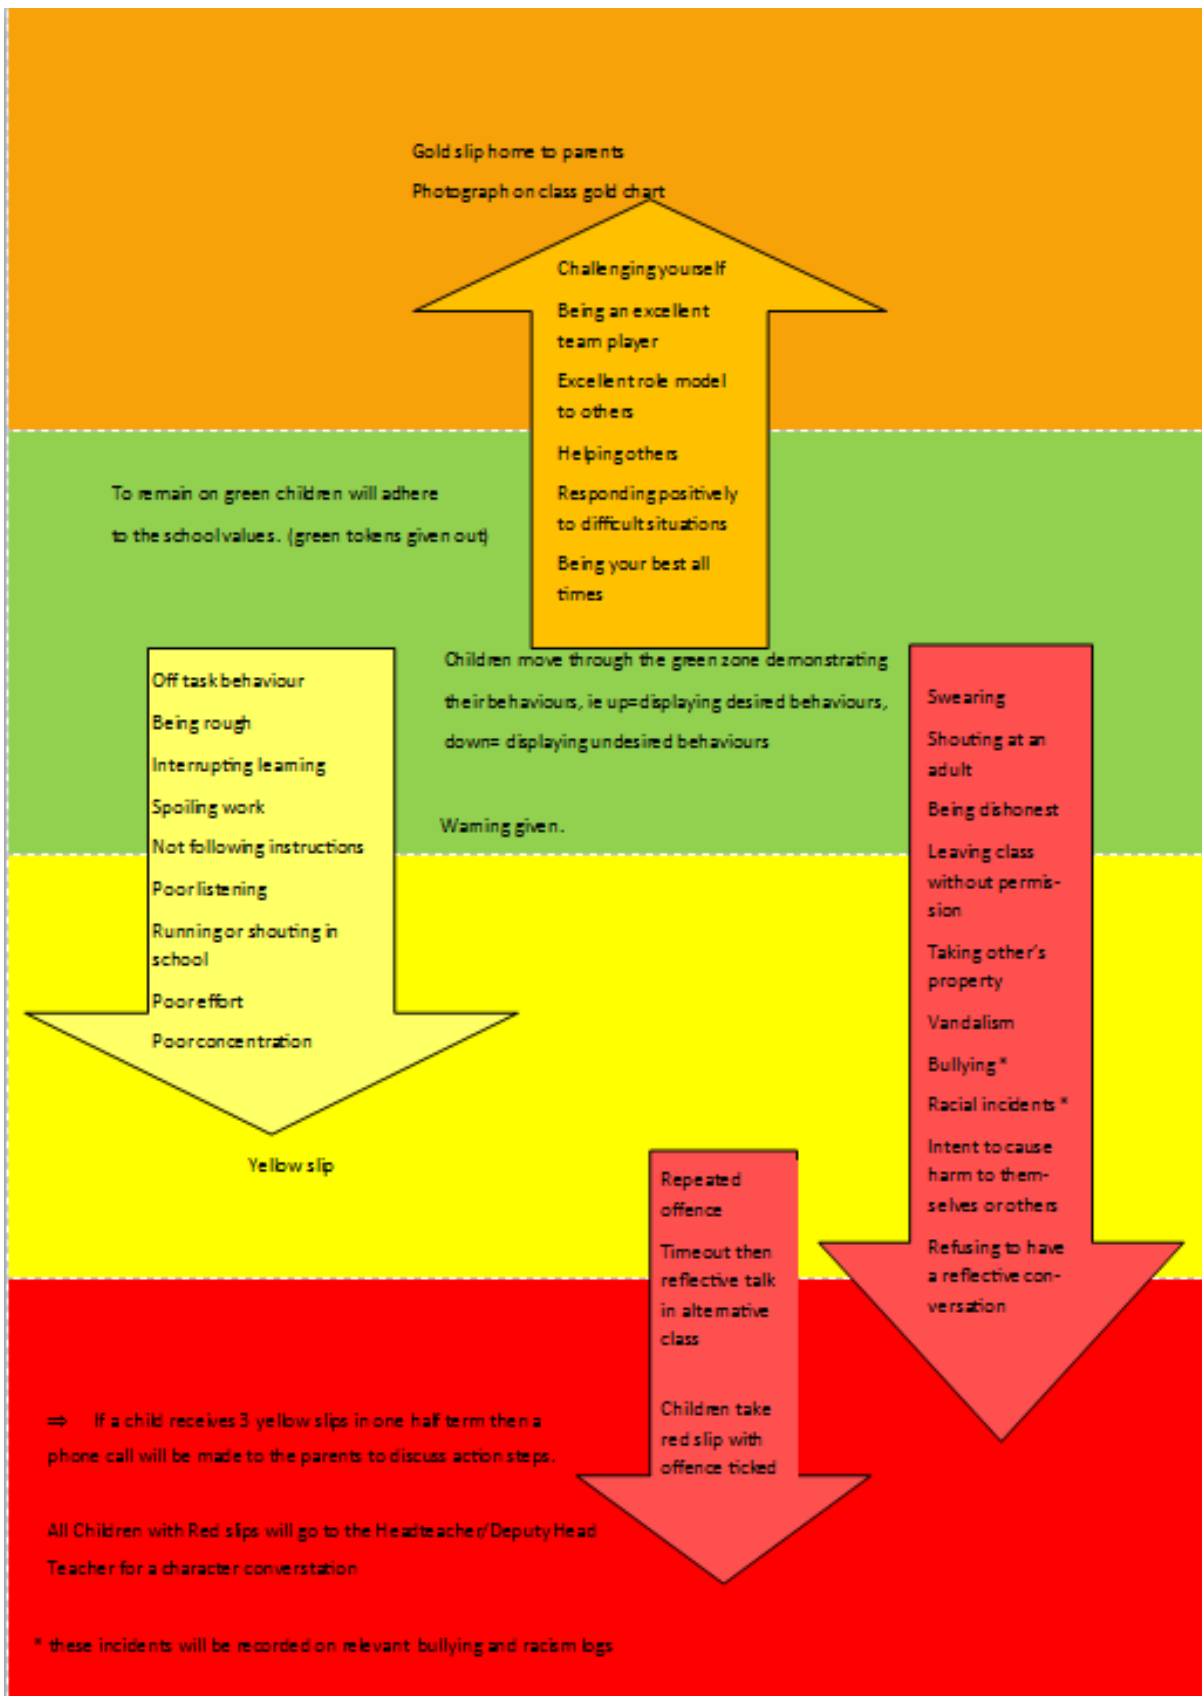 Gold slip home to parents
Photograph on class gold chart
Challenging yourself
Being an excellent
team player
Excellent role model
to others
Helping others
Responding positively
to difficult situations
Being your best all
times
To remain on green children will adhere
to the school values. (green tokens given out)
Children move through the green zone demonstrating
their behaviours, ie up=displaying desired behaviours,
down= displaying undesired behaviours
Warning given.
Off task behaviour
Being rough
Interrupting learning
Spoiling work
Not following instructions
Poor listening
Running or shouting in
school
Poor effort
Poor concentration
Yellow slip
Swearing
Shouting at an
adult
Being dishonest
Leaving class
without permis-
sion
Taking other's
property
Vandalism
Bullying *
Racial incidents *
Intent to cause
harm to them-
selves or others
Refusing to have
a reflective con-
versation
Repeated
offence
Timeout then
reflective talk
in alternative
class
Children take
red slip with
offence ticked
⇒ If a child receives 3 yellow slips in one half term then a
phone call will be made to the parents to discuss action steps.
All Children with Red slips will go to the Headteacher/Deputy Head
Teacher for a character converstation
* these incidents will be recorded on relevant bullying and racism logs